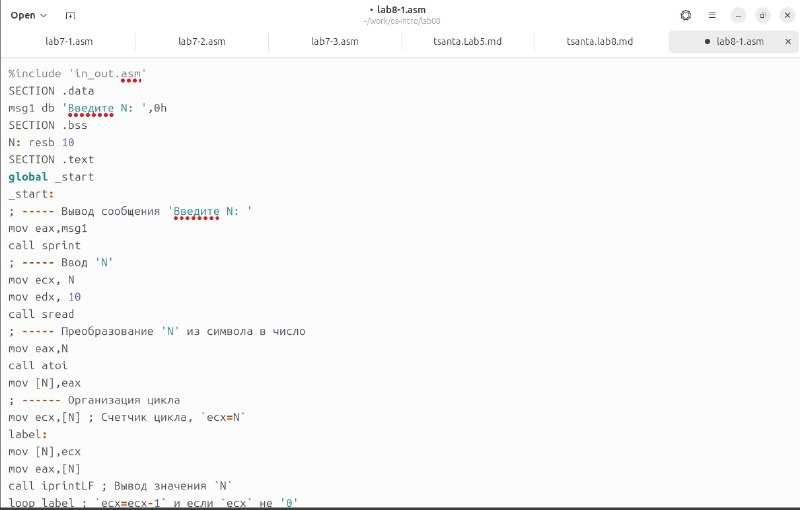 Open
• lab8-1.asm
~/work/os-intro/lab08
lab7-1.asm
lab7-2.asm
lab7-3.asm
tsanta.Lab5.md
tsanta.lab8.md
• lab8-1.asm
%include 'in_out.asm'
SECTION .data
msg1 db 'Введите N: ',0h
SECTION .bss
N: resb 10
SECTION .text
global _start
_start:
; ----- Вывод сообщения 'Введите N: '
mov eax,msg1
call sprint
; ----- Ввод 'N'
mov ecx, N
mov edx, 10
call sread
; ----- Преобразование 'N' из символа в число
mov eax,N
call atoi
mov [N],eax
; ------ Организация цикла
mov ecx,[N] ; Счетчик цикла, `ecx=N`
label:
mov [N],ecx
mov eax,[N]
call iprintLF ; Вывод значения `N`
loop label ; `ecx=ecx-1` и если `ecx` не '0'